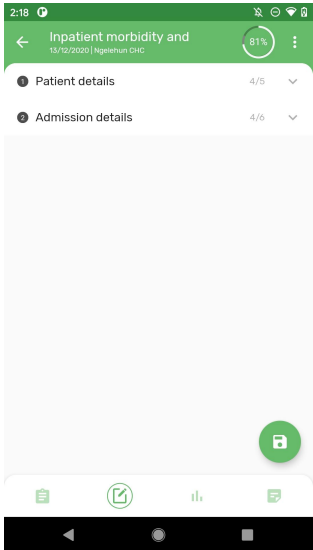 2:18
Inpatient morbidity and
13/12/2020 | Ngelehun CHC
81%
1 Patient details 4/5
2 Admission details 4/6